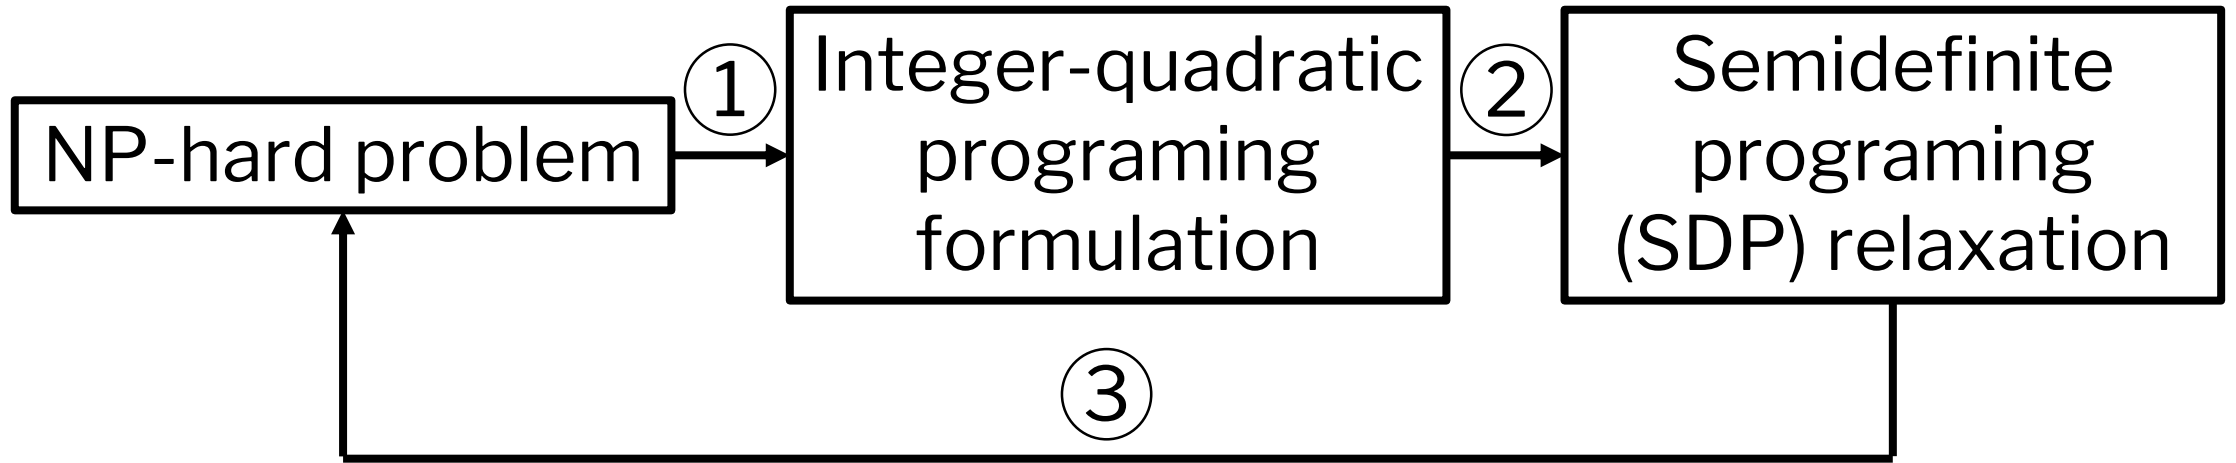 NP-hard problem
①
Integer-quadratic
programing
formulation
②
Semidefinite
programing
(SDP) relaxation
③